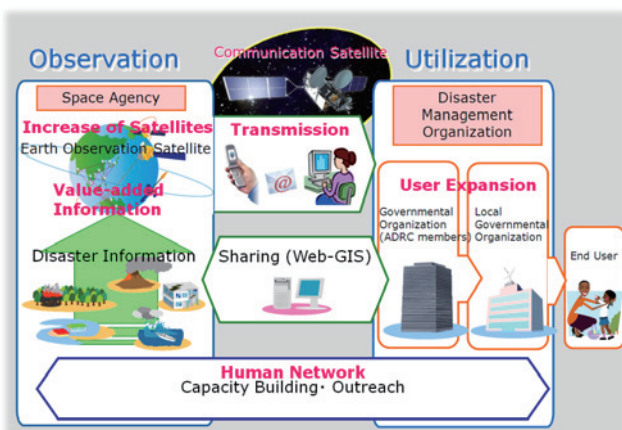 Observation
Communication Satellite
Utilization
Space Agency
Increase of Satellites
Earth Observation Satellite
Value-added
Information
Disaster Information
Transmission
@
Sharing (Web-GIS)
Disaster
Management
Organization
User Expansion
Governmental
Organization
(ADRC members)
Local
Governmental
Organization
End User
Human Network
Capacity Building・ Outreach